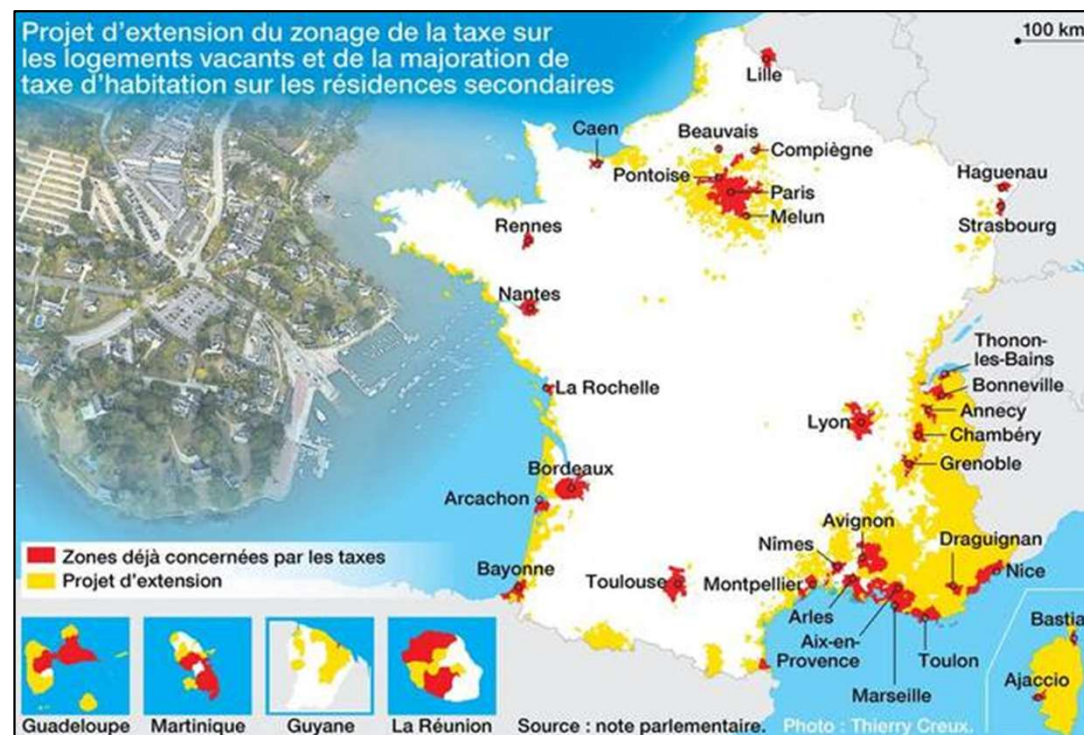 Projet d'extension du zonage de la taxe sur
les logements vacants et de la majoration de
taxe d'habitation sur les résidences secondaires
100 km
Lille
Caen
Beauvais
Compiègne
Pontoise
Paris
Melun
Haguenau
Strasbourg
Rennes
Nantes
La Rochelle
Thonon-
les-Bains
Bonneville
Annecy
Lyon
Chambéry
Grenoble
Bordeaux
Arcachon
Avignon
Draguignan
Nîmes
Zones déjà concernées par les taxes
Projet d'extension
Bayonne
Toulouse
Montpellier
Nice
Arles
Aix-en-
Provence
Toulon
Marseille
Bastia
Ajaccio
Guadeloupe
Martinique
Guyane
La Réunion
Source : note parlementaire.
Photo : Thierry Creux.